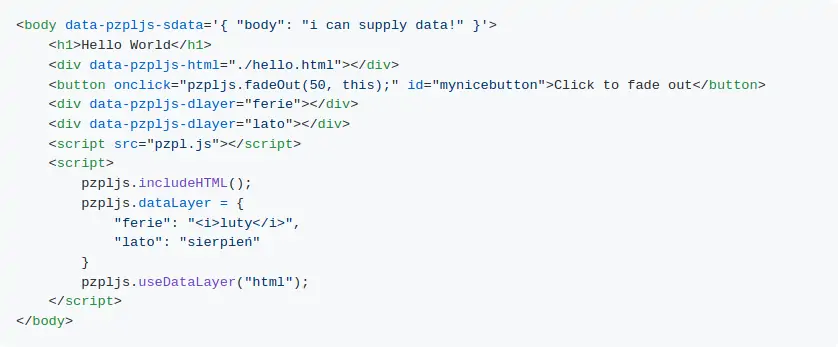 <body data-pzpljs-sdata='{ "body": "i can supply data!" }'>
    <h1>Hello World</h1>
    <div data-pzpljs-html="./hello.html"></div>
    <button onclick="pzpljs.fadeOut(50, this);" id="mynicebutton">Click to fade out</button>
    <div data-pzpljs-dlayer="ferie"></div>
    <div data-pzpljs-dlayer="lato"></div>
    <script src="pzpl.js"></script>
    <script>
        pzpljs.includeHTML();
        pzpljs.dataLayer = {
            "ferie": "<i>luty</i>",
            "lato": "sierpień"
        }
        pzpljs.useDataLayer("html");
    </script>
</body>